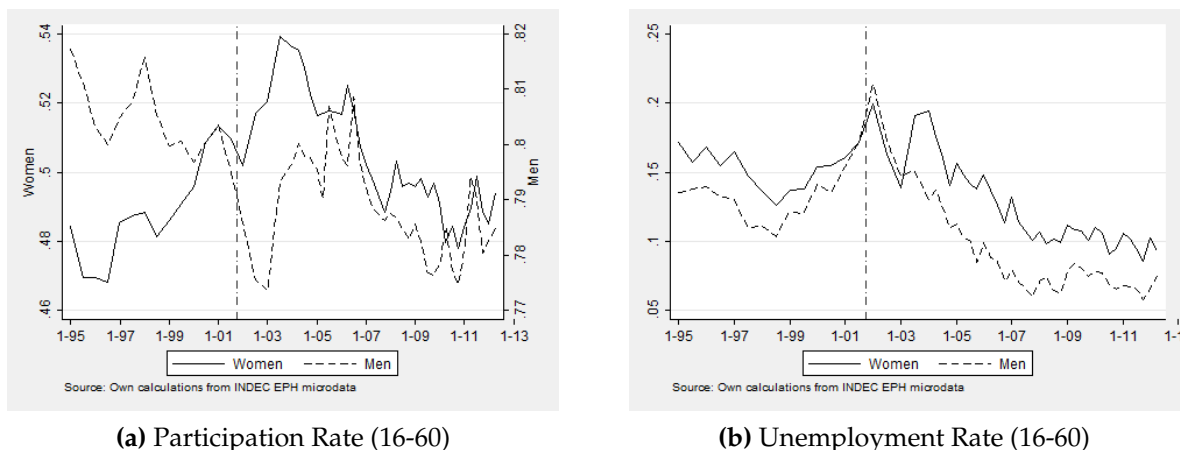 .54
.52
.5
.48
.46
Women
.82
.81
.8
.79
.78
.77
Men
1-95 1-97 1-99 1-01 1-03 1-05 1-07 1-09 1-11 1-13
Women Men
Source: Own calculations from INDEC EPH microdata
(a) Participation Rate (16-60)
.25
.2
.15
.1
.05
1-95 1-97 1-99 1-01 1-03 1-05 1-07 1-09 1-11 1-1
Women Men
Source: Own calculations from INDEC EPH microdata
(b) Unemployment Rate (16-60)